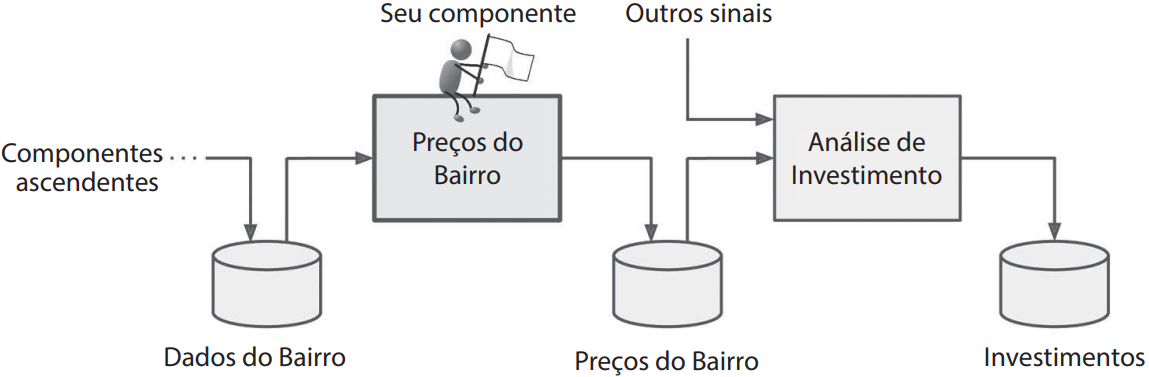 Seu componente
Outros sinais
Componentes
ascendentes
Preços do
Bairro
Análise de
Investimento
Dados do Bairro
Preços do Bairro
Investimentos